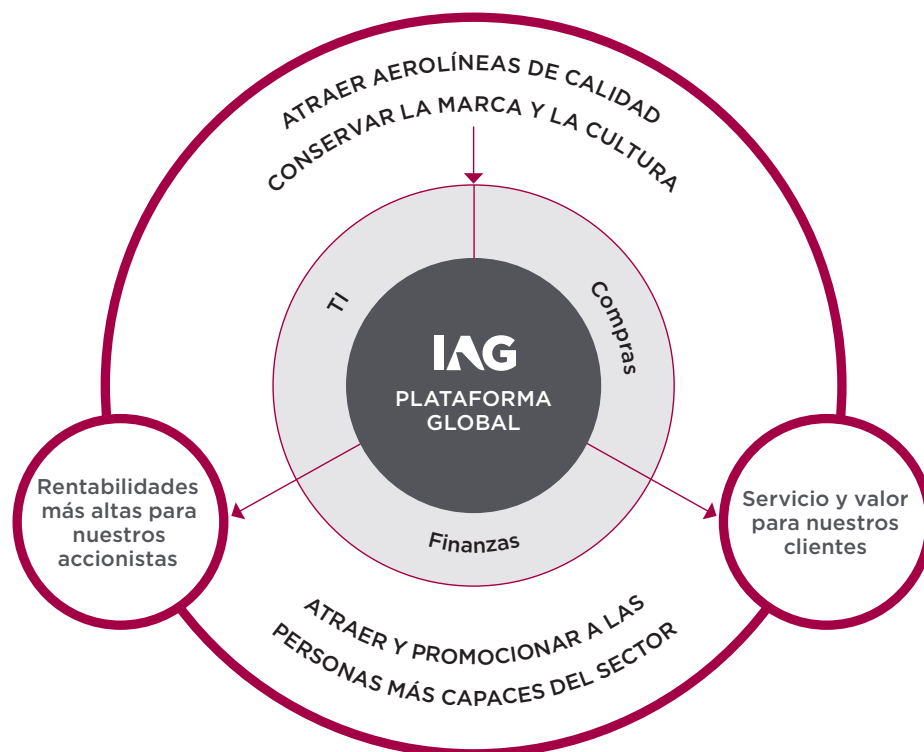 ATRAER AEROLÍNEAS DE CALIDAD
CONSERVAR LA MARCA Y LA CULTURA
TI
Compras
IAG
PLATAFORMA
GLOBAL
Rentabilidades
más altas para
nuestros
accionistas
Servicio y valor
para nuestros
clientes
Finanzas
ATRAER Y PROMOCIONAR A LAS
PERSONAS MÁS CAPACES DEL SECTOR